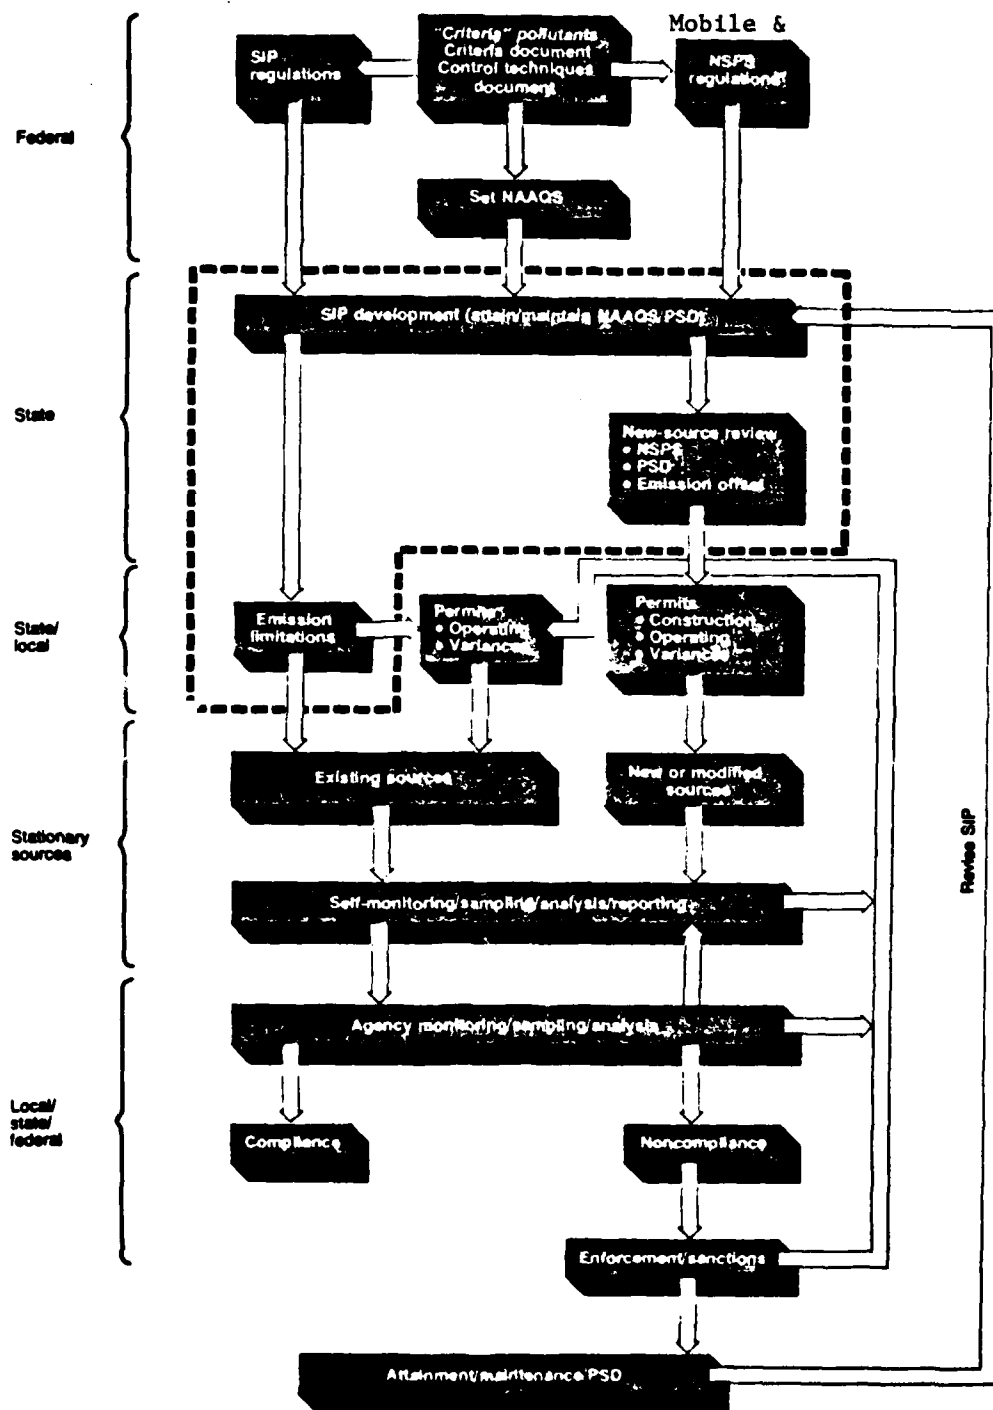 Mobile &
"Criteria" pollutants
Criteria document
Control techniques
document
SIP
regulations
NSPS
regulations
Federal
Set NAAQS
SIP development (attain/maintain NAAQS/PSD)
State
New-source review
• NSPS
• PSD
• Emission offset
State/
local
Emission
limitations
Permits
• Operating
• Variances
Permits
• Construction
• Operating
• Variances
Existing sources
New or modified
sources
Stationary
sources
Revise SIP
Self-monitoring/sampling/analysis/reporting
Agency monitoring/sampling/analysis
Local/
state/
federal
Compliance
Noncompliance
Enforcement/sanctions
Attainment/maintenance/PSD